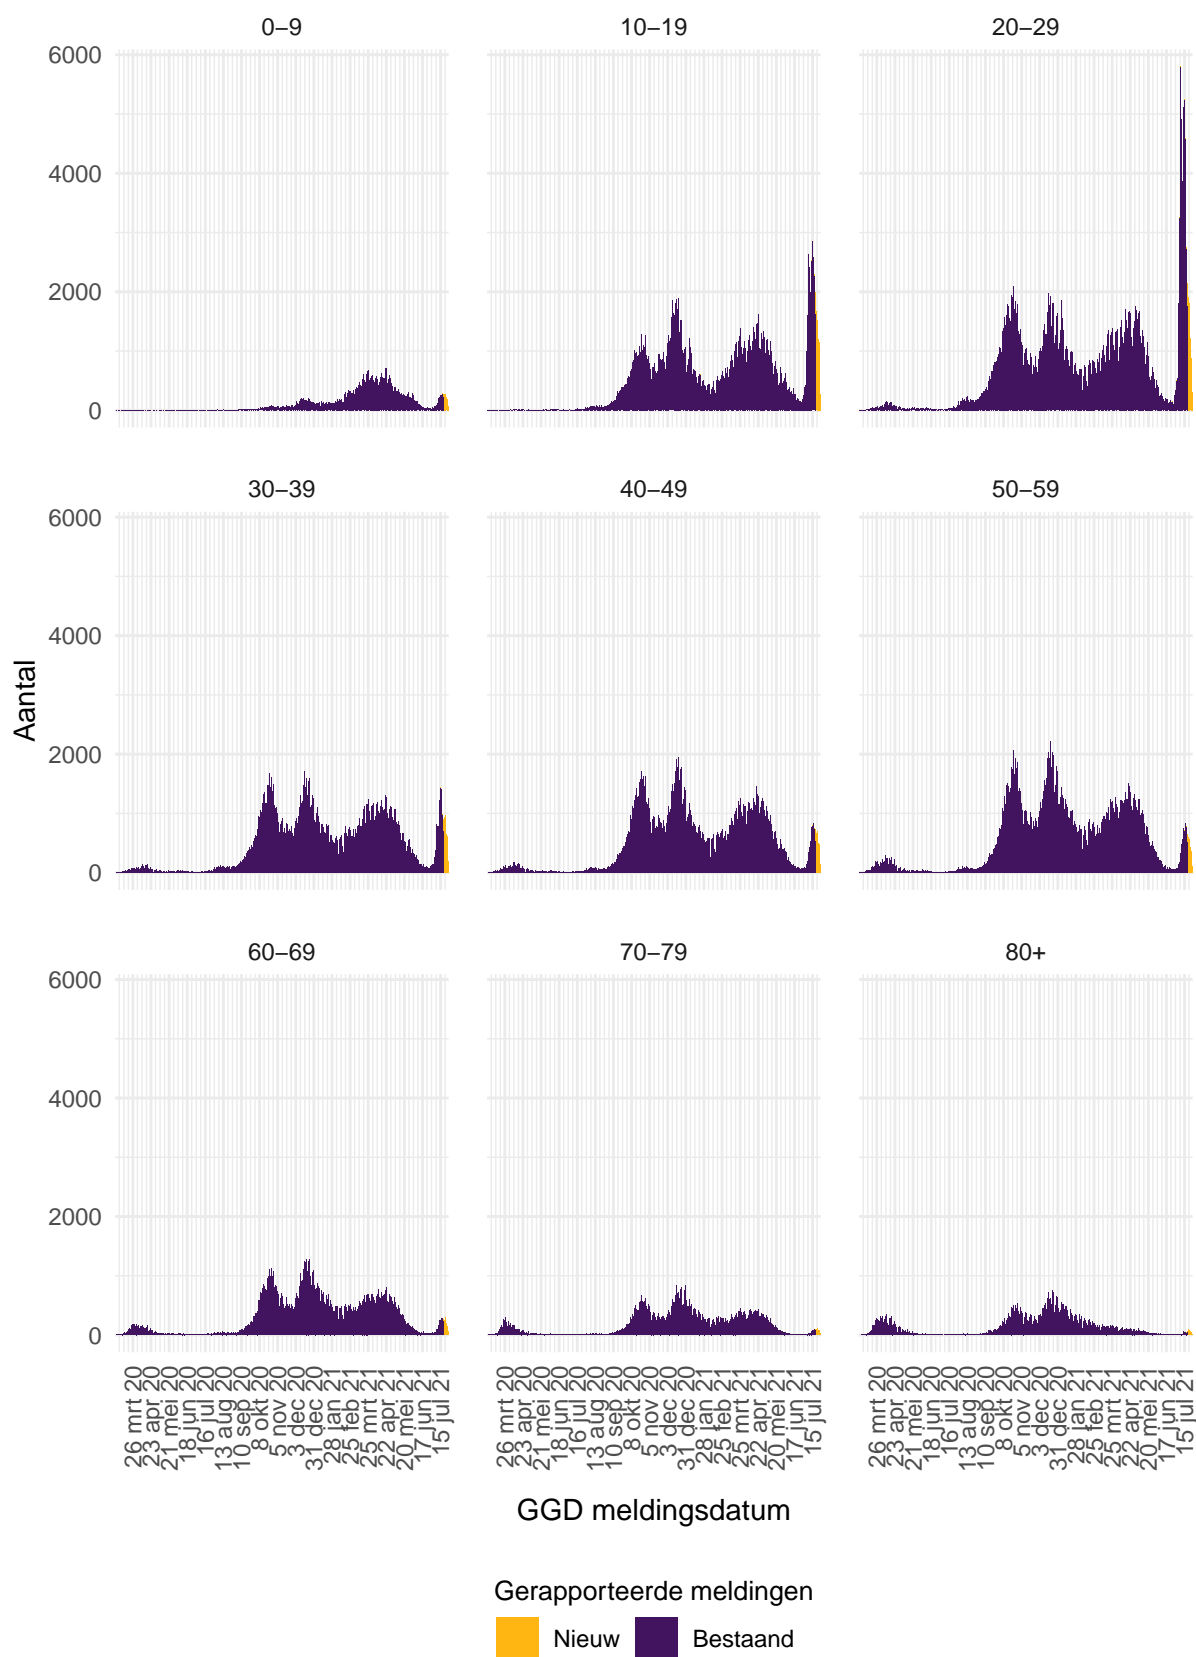 0−9 10−19 20−29
6000
4000
2000
0
30−39 40−49 50−59
6000
4000
2000
0
Aantal
60−69 70−79 80+
6000
4000
2000
0
26 mrt 20
23 apr 20
21 mei 20
18 jun 20
16 jul 20
13 aug 20
10 sep 20
8 okt 20
5 nov 20
3 dec 20
31 dec 20
28 jan 21
25 feb 21
25 mrt 21
22 apr 21
20 mei 21
17 jun 21
15 jul 21
26 mrt 20
23 apr 20
21 mei 20
18 jun 20
16 jul 20
13 aug 20
10 sep 20
8 okt 20
5 nov 20
3 dec 20
31 dec 20
28 jan 21
25 feb 21
25 mrt 21
22 apr 21
20 mei 21
17 jun 21
15 jul 21
26 mrt 20
23 apr 20
21 mei 20
18 jun 20
16 jul 20
13 aug 20
10 sep 20
8 okt 20
5 nov 20
3 dec 20
31 dec 20
28 jan 21
25 feb 21
25 mrt 21
22 apr 21
20 mei 21
17 jun 21
15 jul 21
GGD meldingsdatum
Gerapporteerde meldingen
Nieuw Bestaand